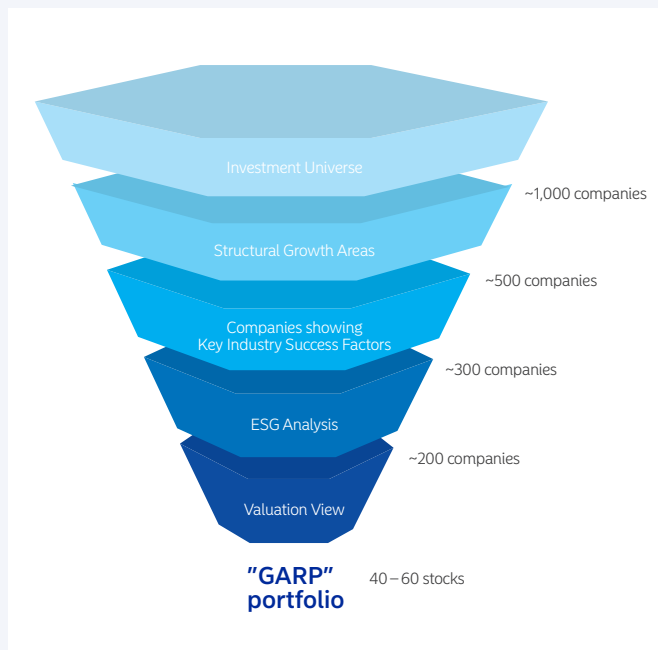 Investment Universe
~1,000 companies
Structural Growth Areas
~500 companies
Companies showing
Key Industry Success Factors
~300 companies
ESG Analysis
~200 companies
Valuation View
”GARP”
portfolio
40 – 60 stocks